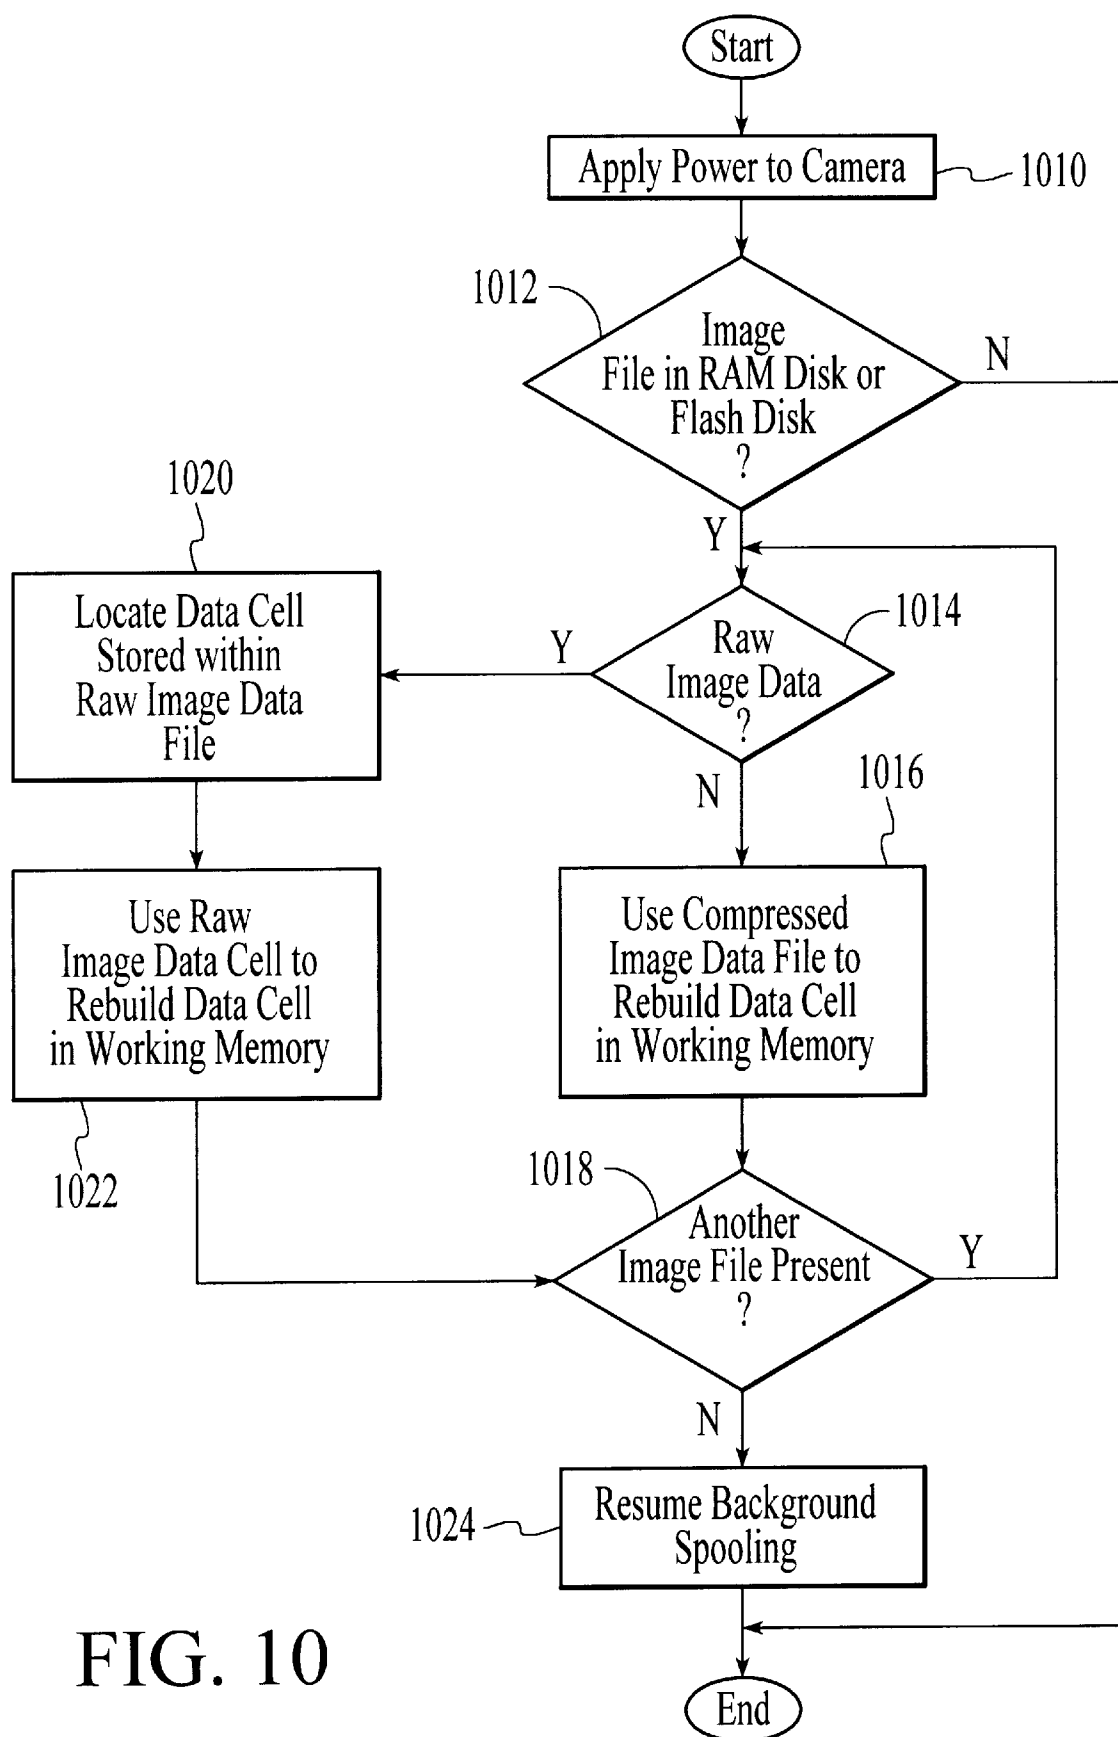 Start
Apply Power to Camera
1010
1012
Image
File in RAM Disk or
Flash Disk
?
N
Y
1020
Locate Data Cell
Stored within
Raw Image Data
File
Y
Raw
Image Data
?
1014
N
1016
Use Raw
Image Data Cell to
Rebuild Data Cell
in Working Memory
1022
Use Compressed
Image Data File to
Rebuild Data Cell
in Working Memory
1018
Another
Image File Present
?
Y
N
1024
Resume Background
Spooling
End
FIG. 10